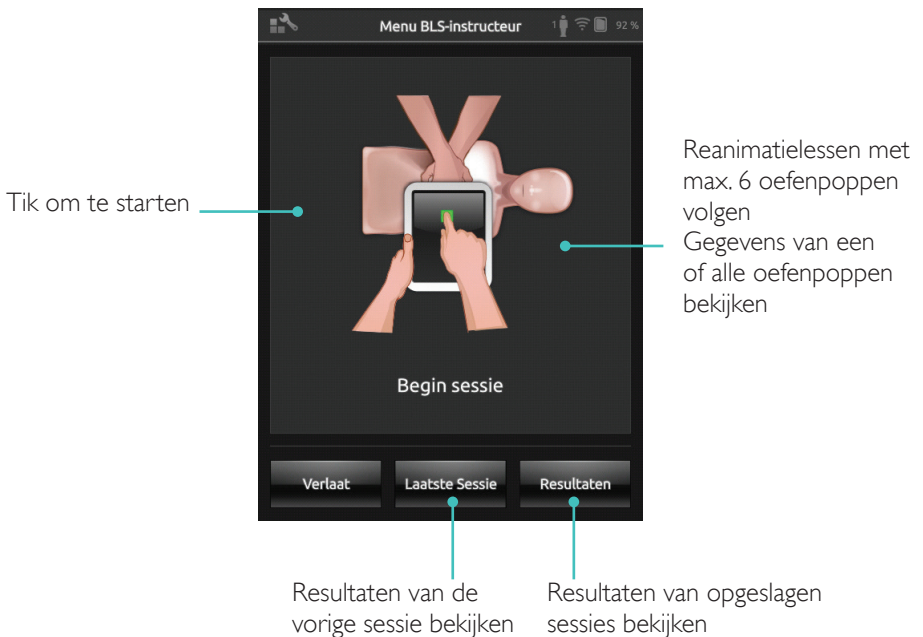 Menu BLS-instructeur
1
92 %
Tik om te starten
Reanimatielessen met
max. 6 oefenpoppen
volgen
Gegevens van een
of alle oefenpoppen
bekijken
Begin sessie
Verlaat
Laatste Sessie
Resultaten
Resultaten van de
vorige sessie bekijken
Resultaten van opgeslagen
sessies bekijken